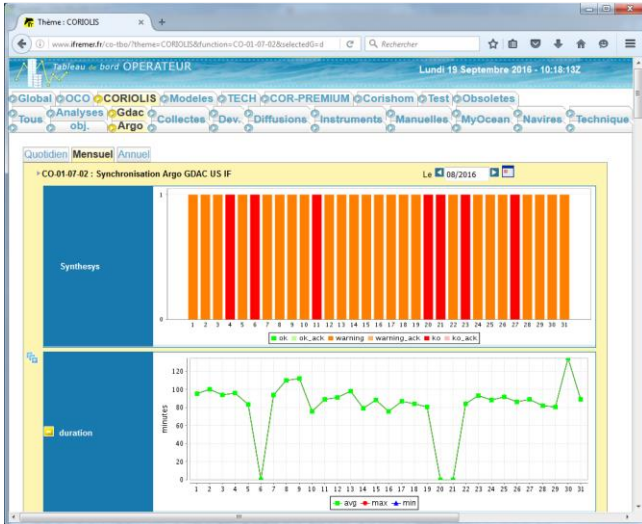 Thème : CORIOLIS
www.ifremer.fr/co-tbo/?theme=CORIOLIS&function=CO-01-07-02&selectedG=d
Rechercher
Tableau de bord OPERATEUR
Lundi 19 Septembre 2016 - 10:18:13Z
Global OCO CORIOLIS Modeles TECH COR-PREMIUM Corishom Test Obsoletes
Tous Analyses obj. Gdac Argo Collectes Dev. Diffusions Instruments Manuelles MyOcean Navires Technique
Quotidien Mensuel Annuel
CO-01-07-02 : Synchronisation Argo GDAC US IF
Le 08/2016
Synthesys
1
0
1 2 3 4 5 6 7 8 9 10 11 12 13 14 15 16 17 18 19 20 21 22 23 24 25 26 27 28 29 30 31
ok ok_ack warning warning_ack ko ko_ack
duration
minutes
120
100
80
60
40
20
0
1 2 3 4 5 6 7 8 9 10 11 12 13 14 15 16 17 18 19 20 21 22 23 24 25 26 27 28 29 30 31
avg max min